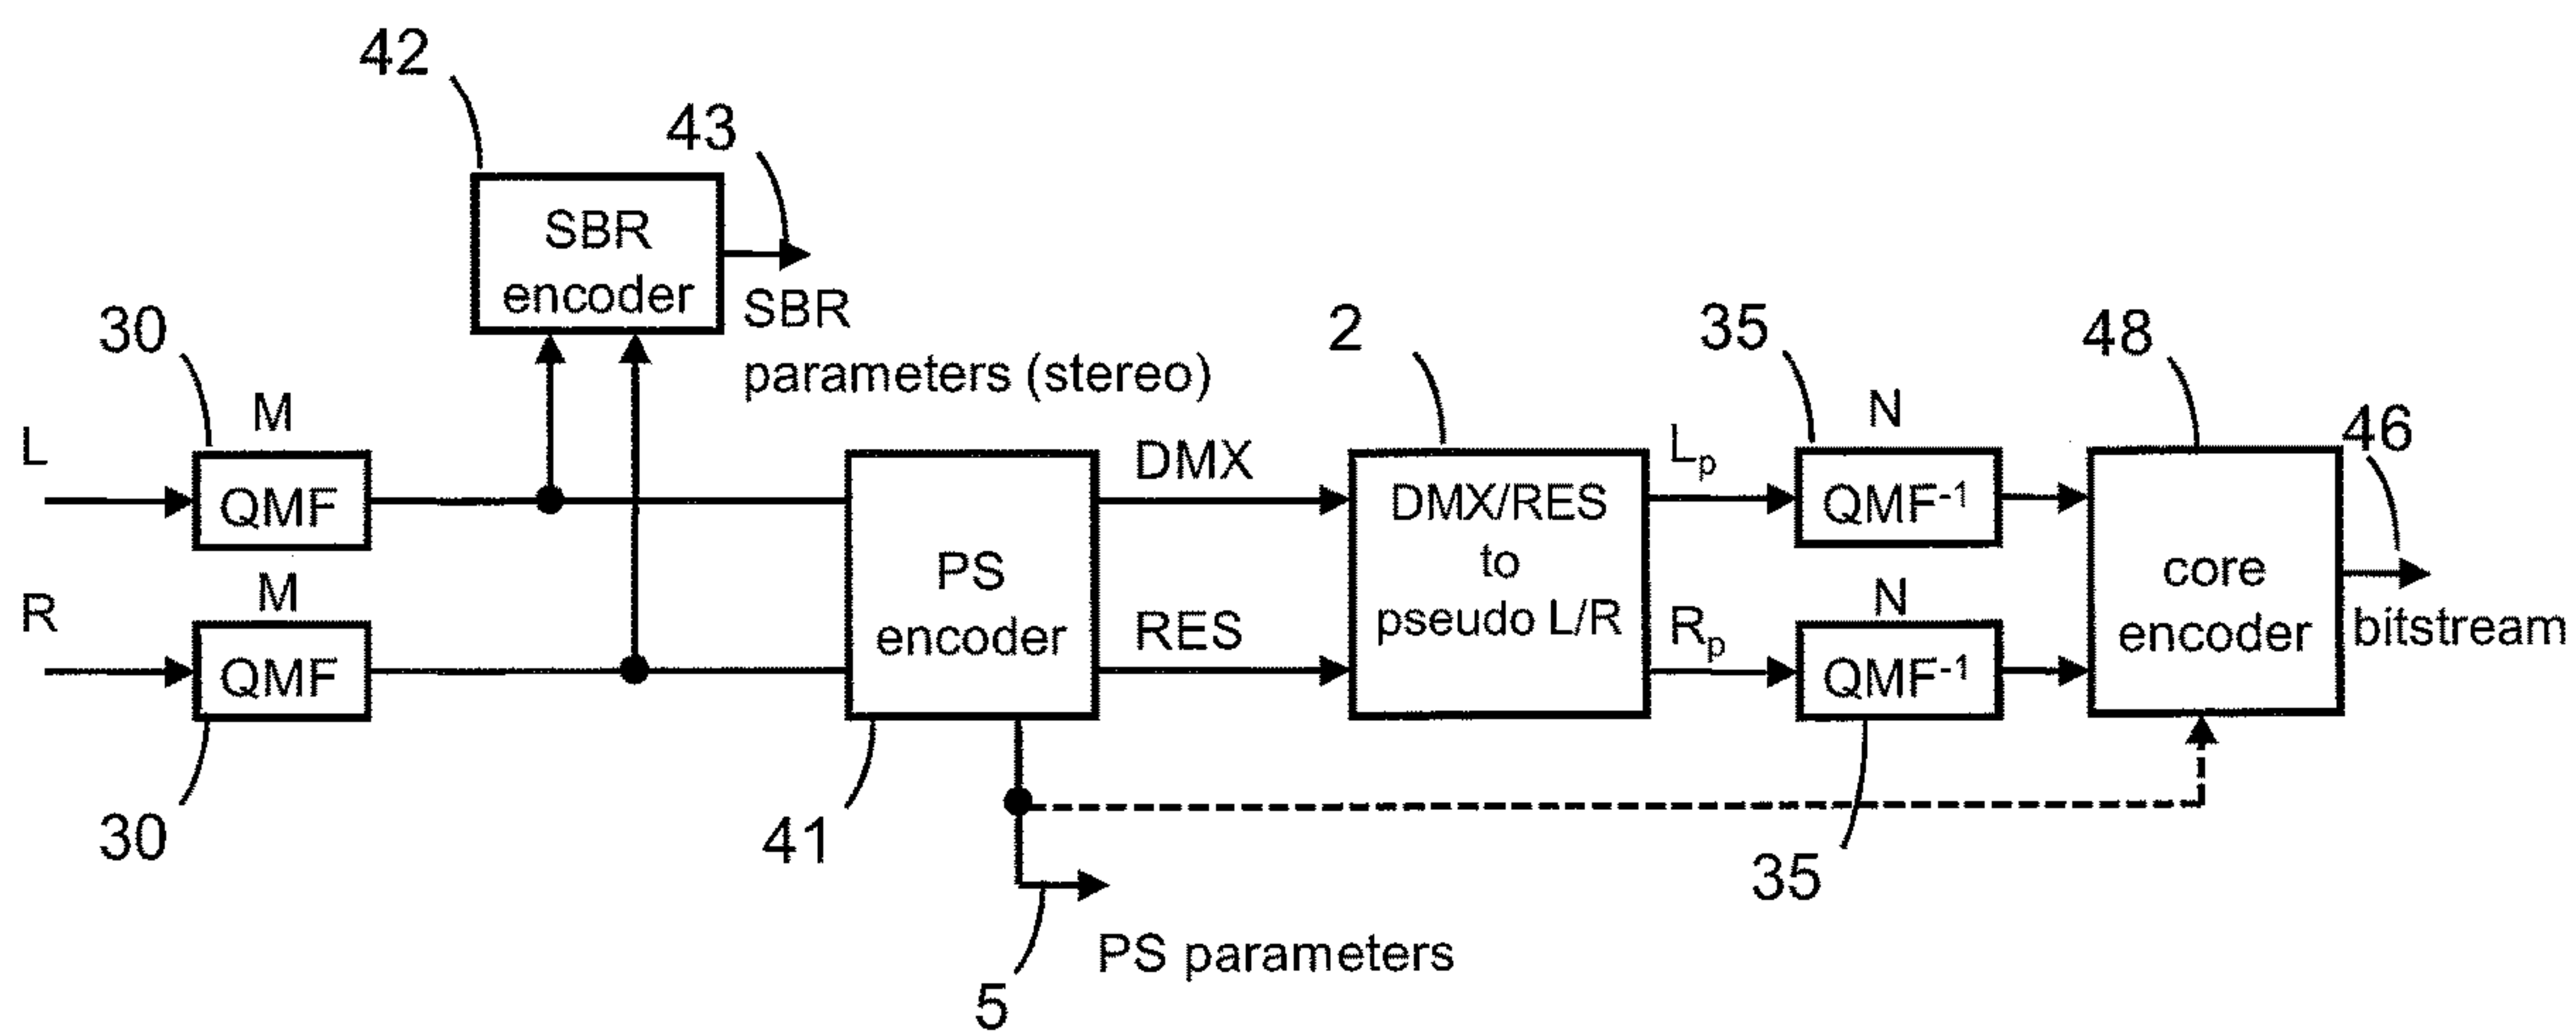 42
43
SBR
encoder
SBR
parameters (stereo)
30
M
L
QMF
30
M
R
QMF
PS
encoder
41
DMX
RES
2
DMX/RES
to
pseudo L/R
Lp
Rp
35
N
QMF-1
N
QMF-1
35
48
core
encoder
46
bitstream
5
PS parameters